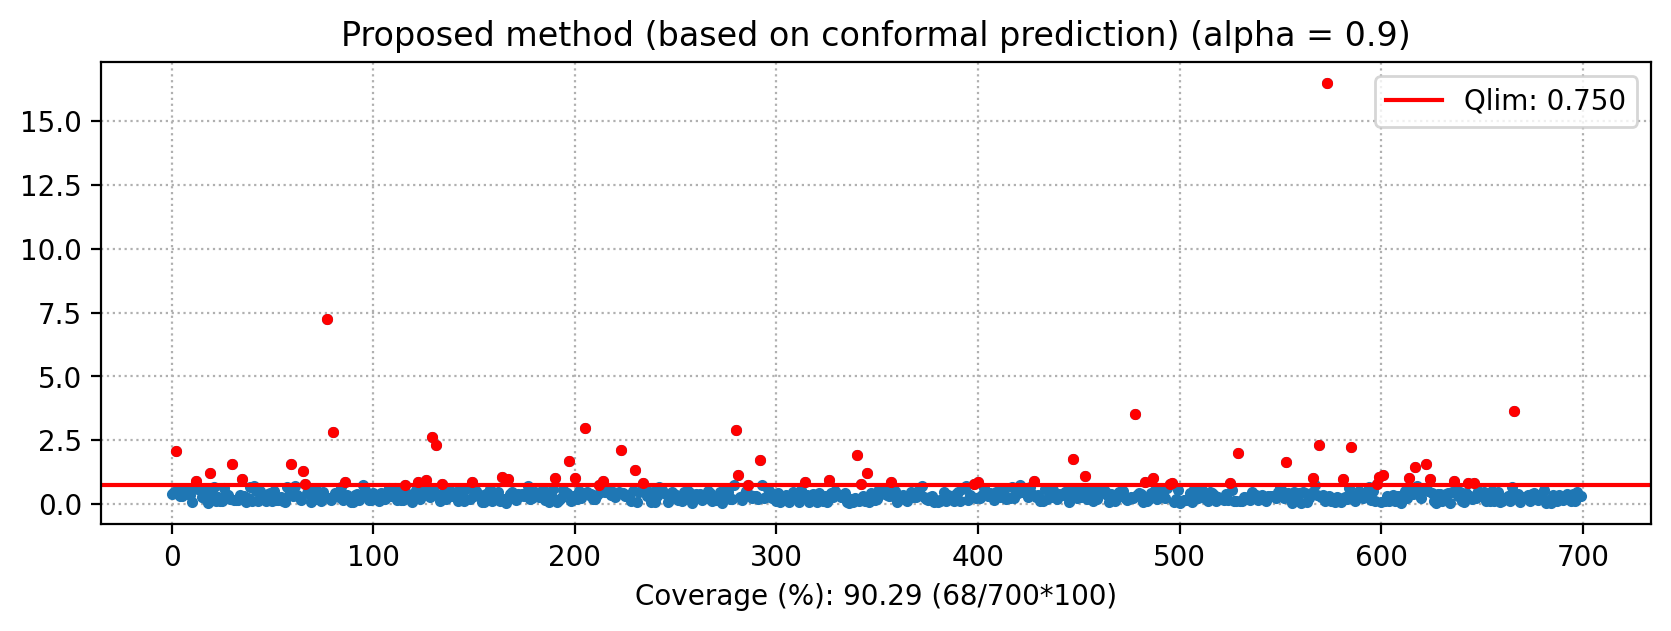 Proposed method (based on conformal prediction) (alpha = 0.9)
Qlim: 0.750
15.0
12.5
10.0
7.5
5.0
2.5
0.0
0 100 200 300 400 500 600 700
Coverage (%): 90.29 (68/700*100)